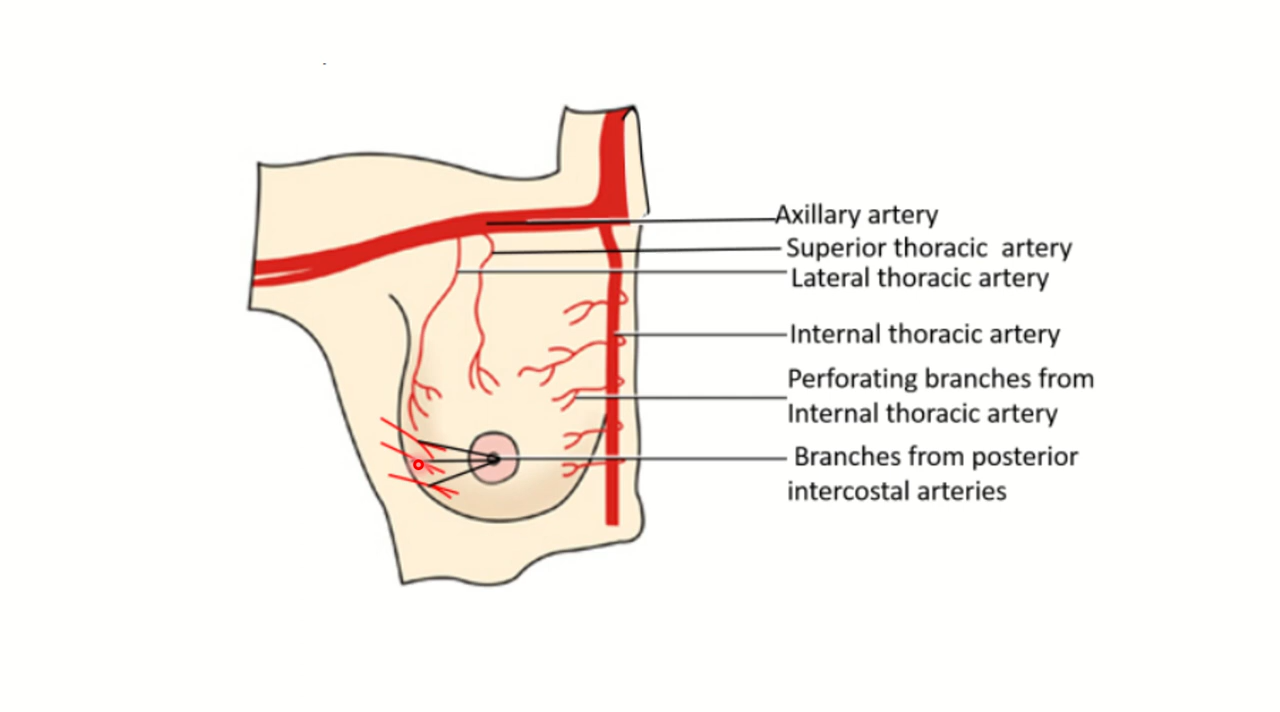 Axillary artery
Superior thoracic artery
Lateral thoracic artery
Internal thoracic artery
Perforating branches from
Internal thoracic artery
Branches from posterior
intercostal arteries